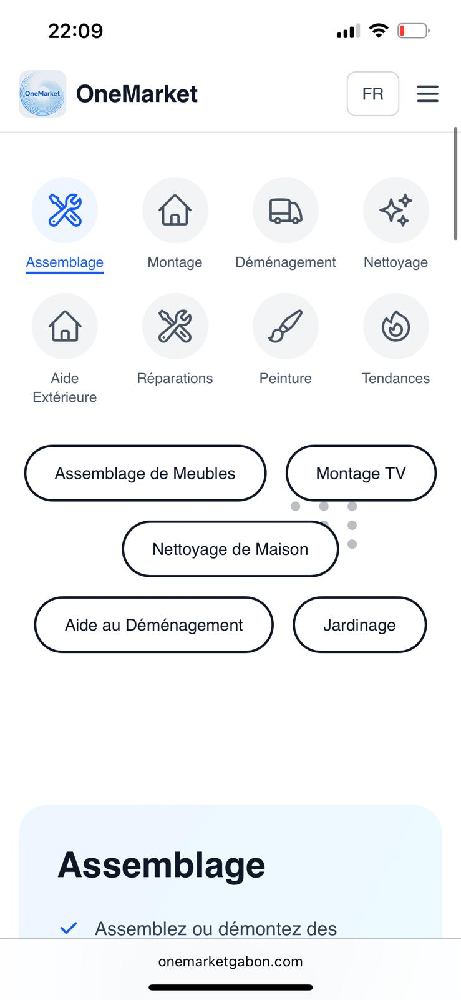 22:09
OneMarket
OneMarket
FR
Assemblage
Montage
Déménagement
Nettoyage
Aide
Extérieure
Réparations
Peinture
Tendances
Assemblage de Meubles
Montage TV
Nettoyage de Maison
Aide au Déménagement
Jardinage
Assemblage
Assemblez ou démontez des
onemarketgabon.com